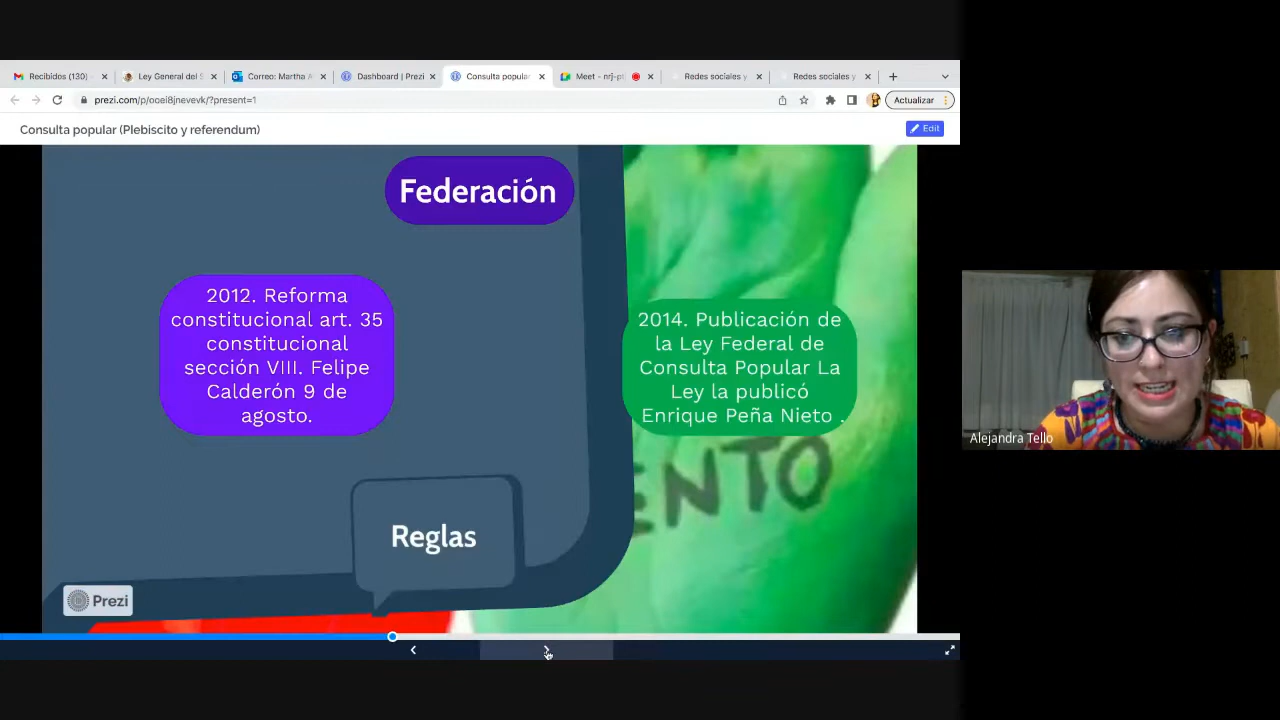 Recibidos (130)
Ley General del S
Correo: Martha A
Dashboard | Prezi
Consulta popular
Meet - nrj-pt
Redes sociales y
Redes sociales y
prezi.com/p/ooei8jnevevk/?present=1
Actualizar
Consulta popular (Plebiscito y referendum)
Edit
Federación
2012. Reforma
constitucional art. 35
constitucional
sección VIII. Felipe
Calderón 9 de
agosto.
2014. Publicación de
la Ley Federal de
Consulta Popular La
Ley la publicó
Enrique Peña Nieto .
ENTO
Reglas
Prezi
Alejandra Tello